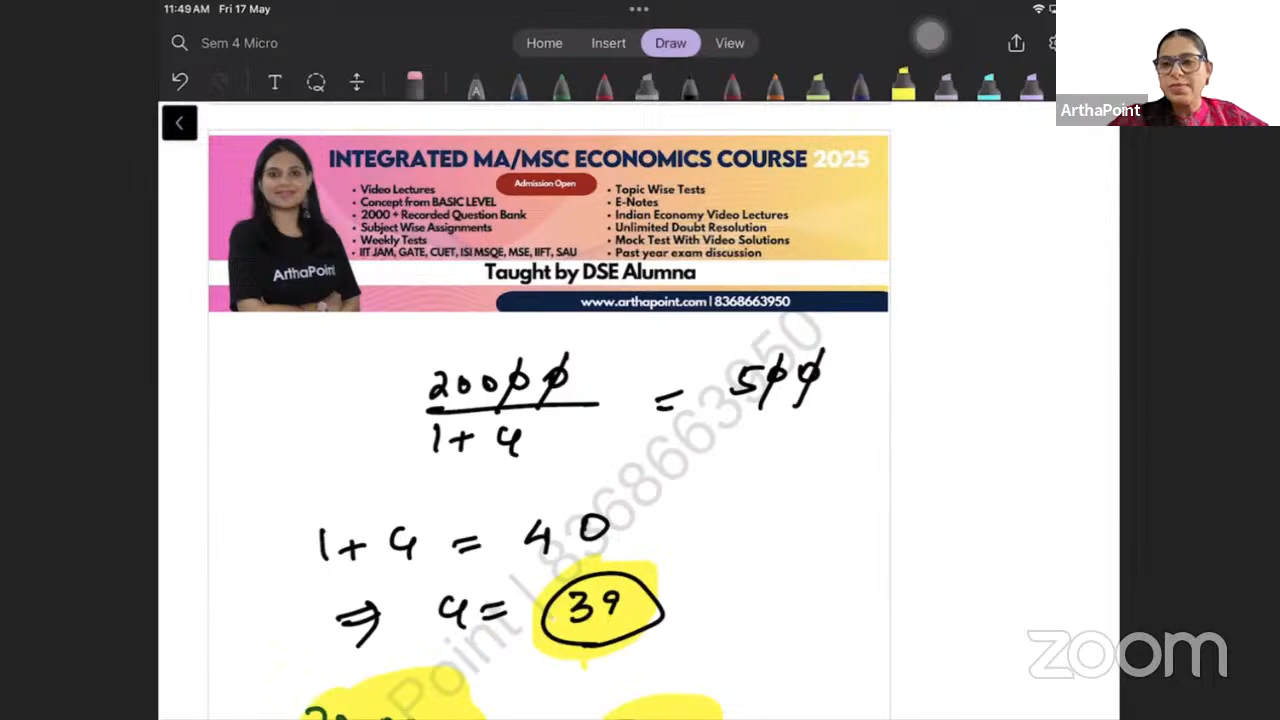 11:49 AM Fri 17 May
Sem 4 Micro
Home Insert Draw View
T
A
ArthaPoint
INTEGRATED MA/MSC ECONOMICS COURSE 2025
Admission Open
• Video Lectures
• Concept from BASIC LEVEL
• 2000 + Recorded Question Bank
• Subject Wise Assignments
• Weekly Tests
• IIT JAM, GATE, CUET, ISI MSQE, MSE, IIFT, SAU
• Topic Wise Tests
• E-Notes
• Indian Economy Video Lectures
• Unlimited Doubt Resolution
• Mock Test With Video Solutions
• Past year exam discussion
ArthaPoint
Taught by DSE Alumna
www.arthapoint.com | 8368663950
20000 = 500
1 + 4
1 + 4 = 40
⇒ 4 = 39
Point | 8368663950
zoom